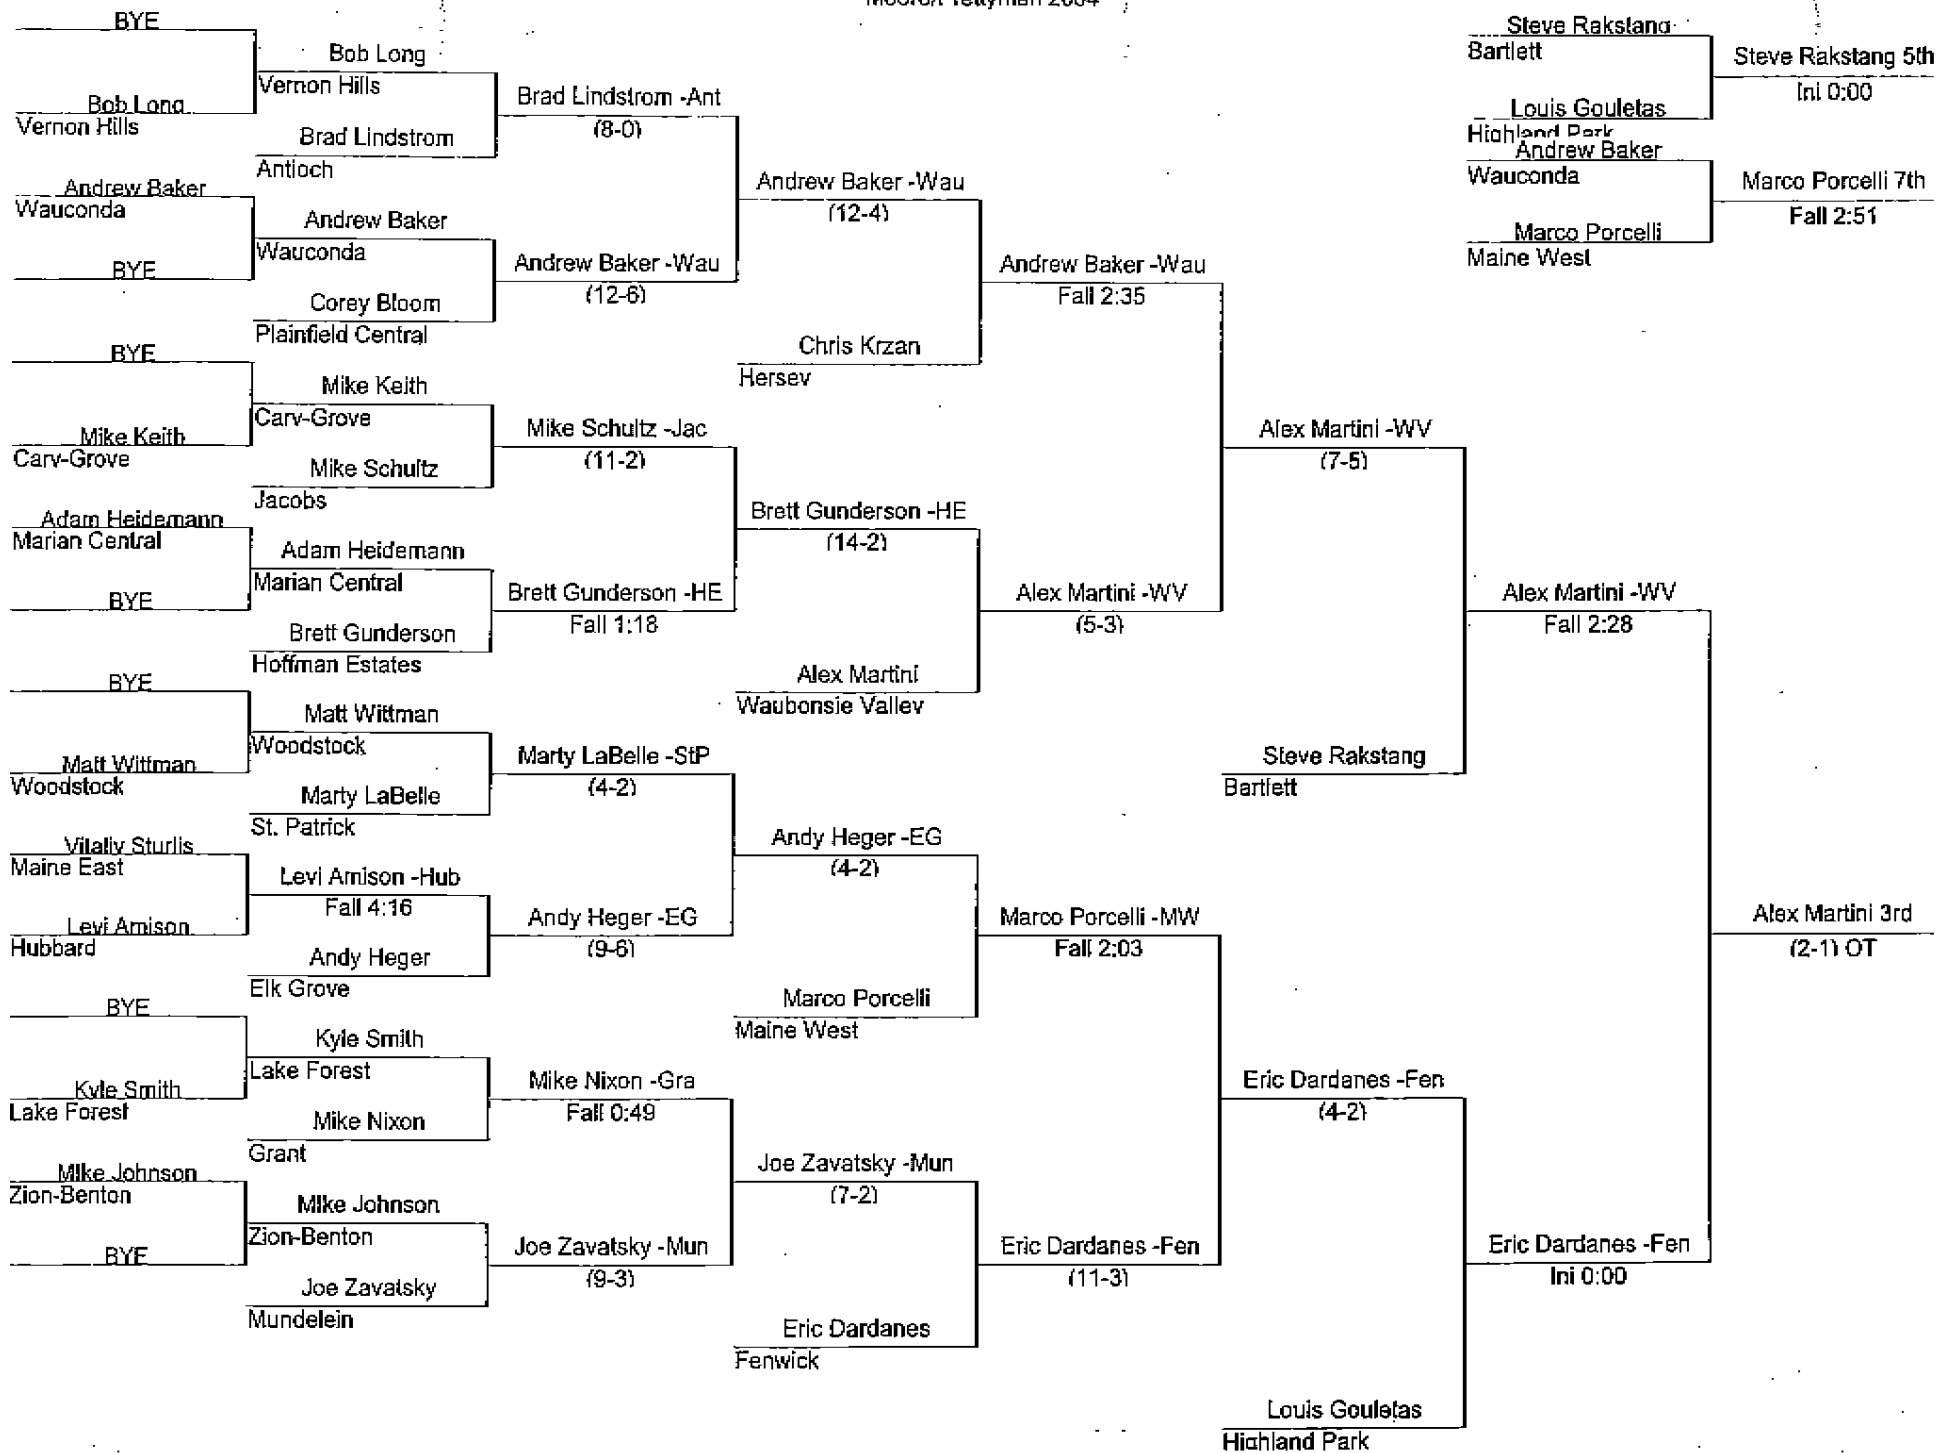 BYE
Bob Long
Vernon Hills
Andrew Baker
Wauconda
BYE
BYE
Mike Keith
Carv-Grove
Adam Heidemann
Marian Central
BYE
BYE
Matt Wittman
Woodstock
Vitaliv Sturlis
Maine East
Levi Amison
Hubbard
BYE
Kyle Smith
Lake Forest
MIke Johnson
Zion-Benton
BYE
Bob Long
Vernon Hills
Brad Lindstrom
Antioch
Andrew Baker
Wauconda
Corey Bloom
Plainfield Central
Mike Keith
Carv-Grove
Mike Schultz
Jacobs
Adam Heidemann
Marian Central
Brett Gunderson
Hoffman Estates
Matt Wittman
Woodstock
Marty LaBelle
St. Patrick
Levi Amison -Hub
Fall 4:16
Andy Heger
Elk Grove
Kyle Smith
Lake Forest
Mike Nixon
Grant
MIke Johnson
Zion-Benton
Joe Zavatsky
Mundelein
Brad Lindstrom -Ant
(8-0)
Andrew Baker -Wau
(12-6)
Mike Schultz -Jac
(11-2)
Brett Gunderson -HE
Fall 1:18
Marty LaBelle -StP
(4-2)
Andy Heger -EG
(9-6)
Mike Nixon -Gra
Fall 0:49
Joe Zavatsky -Mun
(9-3)
Andrew Baker -Wau
(12-4)
Chris Krzan
Hersev
Brett Gunderson -HE
(14-2)
Alex Martini
Waubonsie Vallev
Andy Heger -EG
(4-2)
Marco Porcelli
Maine West
Joe Zavatsky -Mun
(7-2)
Eric Dardanes
Fenwick
Andrew Baker -Wau
Fall 2:35
Alex Martini -WV
(5-3)
Marco Porcelli -MW
Fall 2:03
Eric Dardanes -Fen
(11-3)
Alex Martini -WV
(7-5)
Steve Rakstang
Bartlett
Eric Dardanes -Fen
(4-2)
Louis Gouletas
Highland Park
Alex Martini -WV
Fall 2:28
Eric Dardanes -Fen
Ini 0:00
Alex Martini 3rd
(2-1) OT
Steve Rakstang
Bartlett
Louis Gouletas
Highland Park
Steve Rakstang 5th
Ini 0:00
Andrew Baker
Wauconda
Marco Porcelli
Maine West
Marco Porcelli 7th
Fall 2:51